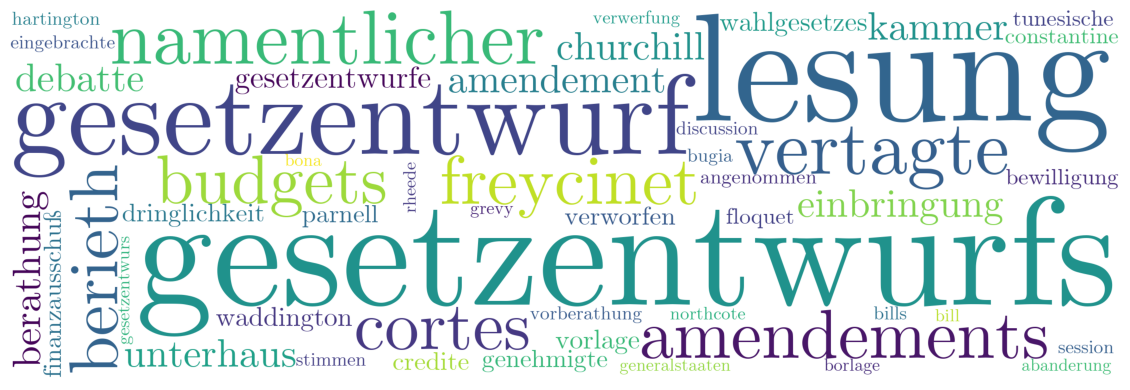 hartington
eingebrachte
namentlicher
verwerfung
churchill
wahlgesetzes
kammer
tunesische
constantine
debatte
gesetzentwurfe
amendement
lesung
gesetzentwurf
discussion
vertagte
bugia
bona
budgets
rheede
freycinet
angenommen
bewilligung
berathung
finanzausschuß
berieth
dringlichkeit
parnell
grevy
verworfen
floquet
einbringung
gesetzentwurs
gesetzentwurfs
waddington
cortes
vorberathung
northcote
bills
bill
unterhaus
stimmen
credite
genehmigte
vorlage
amendements
generalstaaten
borlage
session
abanderung